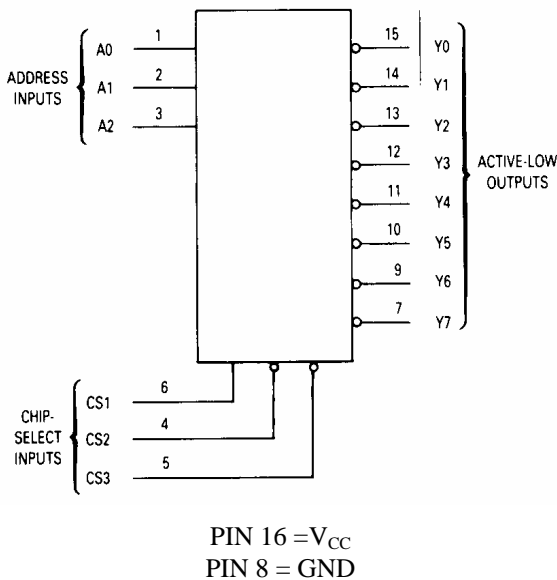 ADDRESS
INPUTS
A0 1
A1 2
A2 3
15 Y0
14 Y1
13 Y2
12 Y3
11 Y4
10 Y5
9 Y6
7 Y7
ACTIVE-LOW
OUTPUTS
CHIP-
SELECT
INPUTS
CS1 6
CS2 4
CS3 5
PIN 16 =VCC
PIN 8 = GND